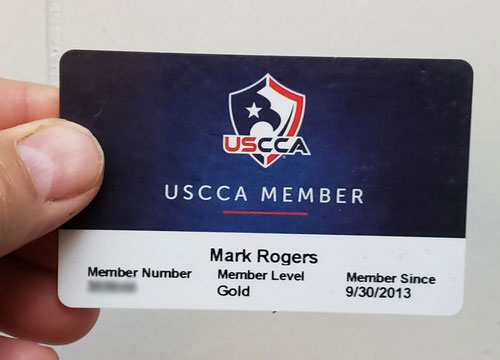 USCCA
USCCA MEMBER
Mark Rogers
Member Number Member Level Member Since
Gold 9/30/2013